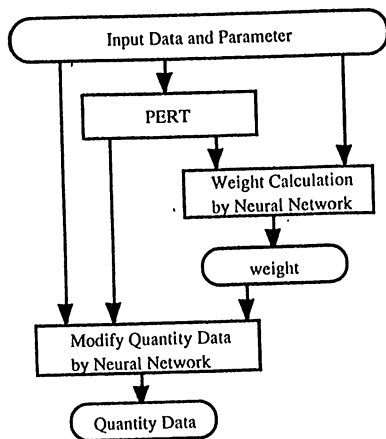 Input Data and Parameter
PERT
Weight Calculation
by Neural Network
weight
Modify Quantity Data
by Neural Network
Quantity Data